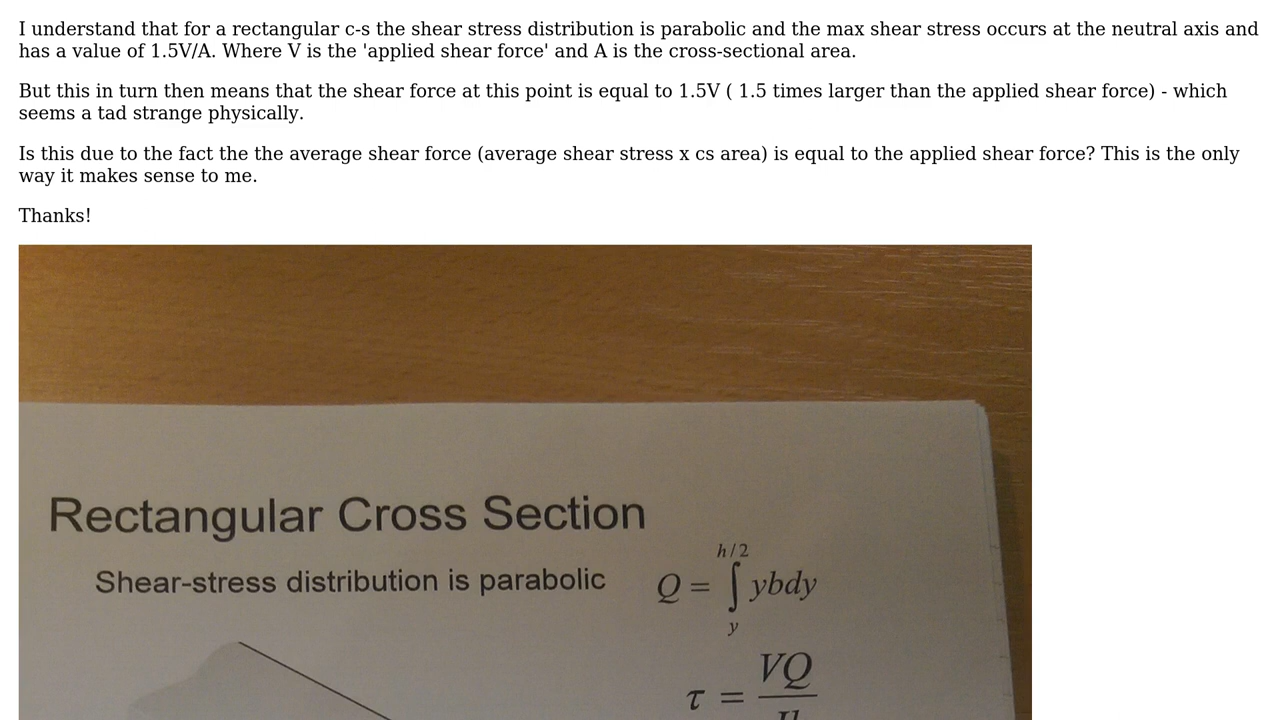 I understand that for a rectangular c-s the shear stress distribution is parabolic and the max shear stress occurs at the neutral axis and
has a value of 1.5V/A. Where V is the 'applied shear force' and A is the cross-sectional area.
But this in turn then means that the shear force at this point is equal to 1.5V ( 1.5 times larger than the applied shear force) - which
seems a tad strange physically.
Is this due to the fact the the average shear force (average shear stress x cs area) is equal to the applied shear force? This is the only
way it makes sense to me.
Thanks!
Rectangular Cross Section
Shear-stress distribution is parabolic
h/2
Q = ∫ ybdy
y
VQ
τ =